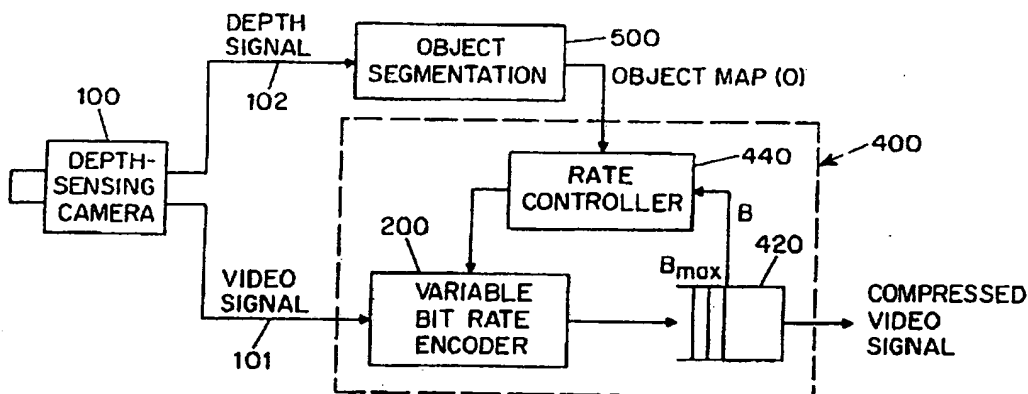 DEPTH
SIGNAL
102
OBJECT
SEGMENTATION
500
OBJECT MAP (O)
100
DEPTH-
SENSING
CAMERA
400
440
RATE
CONTROLLER
B
200
420
Bmax
VIDEO
SIGNAL
101
VARIABLE
BIT RATE
ENCODER
COMPRESSED
VIDEO
SIGNAL